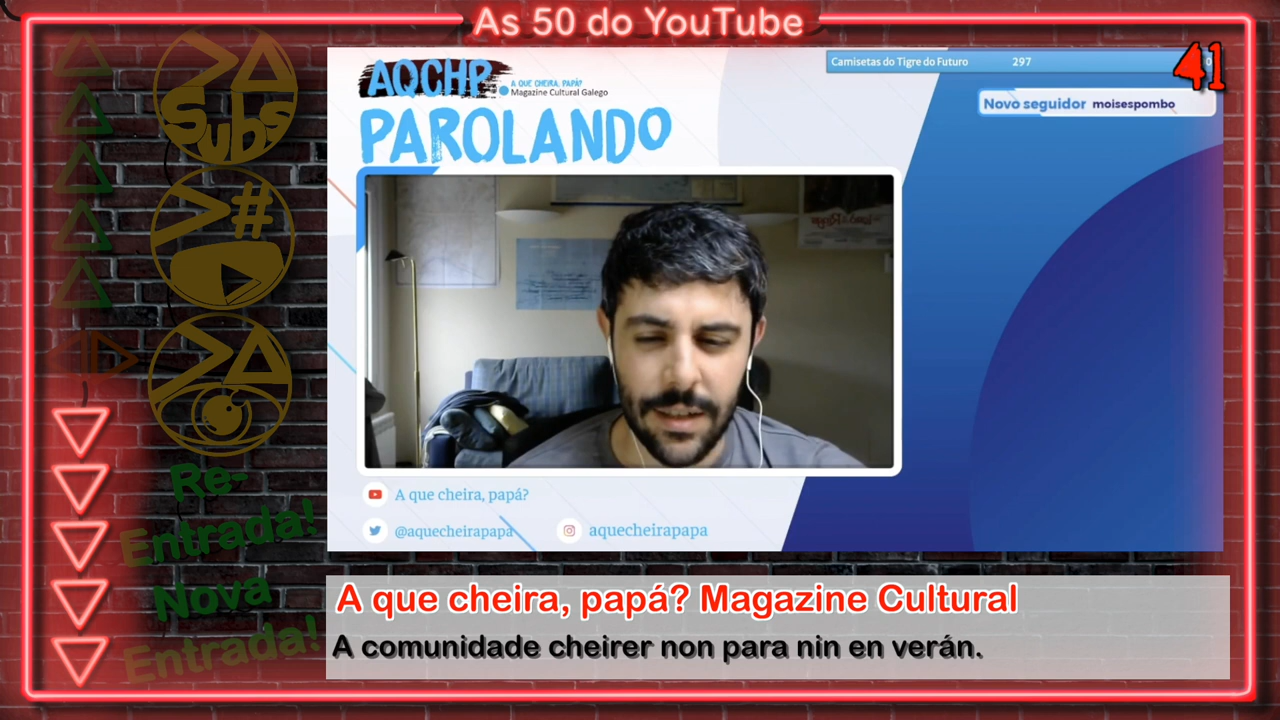 As 50 do YouTube
41
AQCHP
A QUE CHEIRA, PAPÁ?
Magazine Cultural Galego
Camisetas do Tigre do Futuro 297
Novo seguidor moisespombo
PAROLANDO
Subs
#
Re-
Entrada!
Nova
Entrada!
A que cheira, papá?
@aquecheirapapa
aquecheirapapa
A que cheira, papá? Magazine Cultural
A comunidade cheirer non para nin en verán.